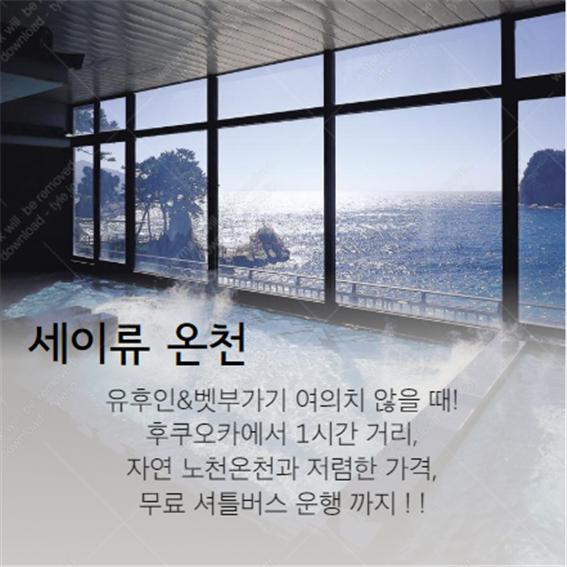 세이류 온천
유후인&벳부가기 여의치 않을 때!
후쿠오카에서 1시간 거리,
자연 노천온천과 저렴한 가격,
무료 셔틀버스 운행 까지 ! !